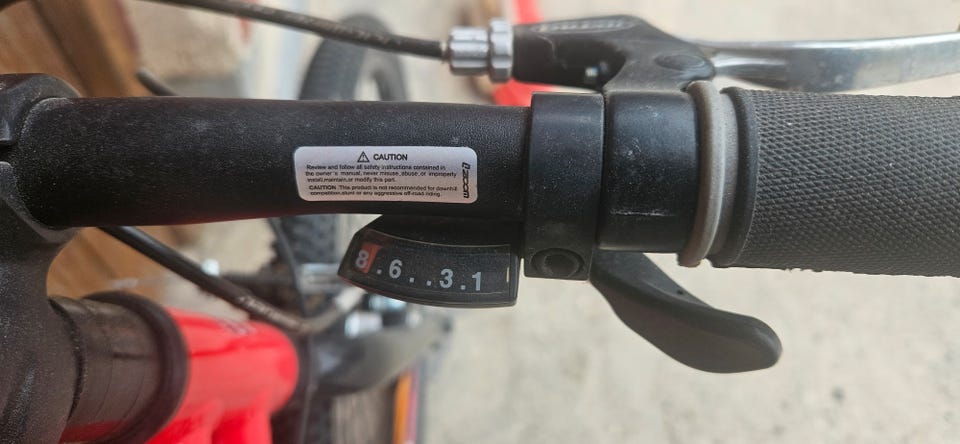 ⚠ CAUTION
Review and follow all safety instructions contained in
the owner's manual, never misuse, abuse, or improperly
install, maintain, or modify this part.
CAUTION This product is not recommended for downhill
competition, stunt or any aggressive off-road riding.
zoom
8.6..3.1